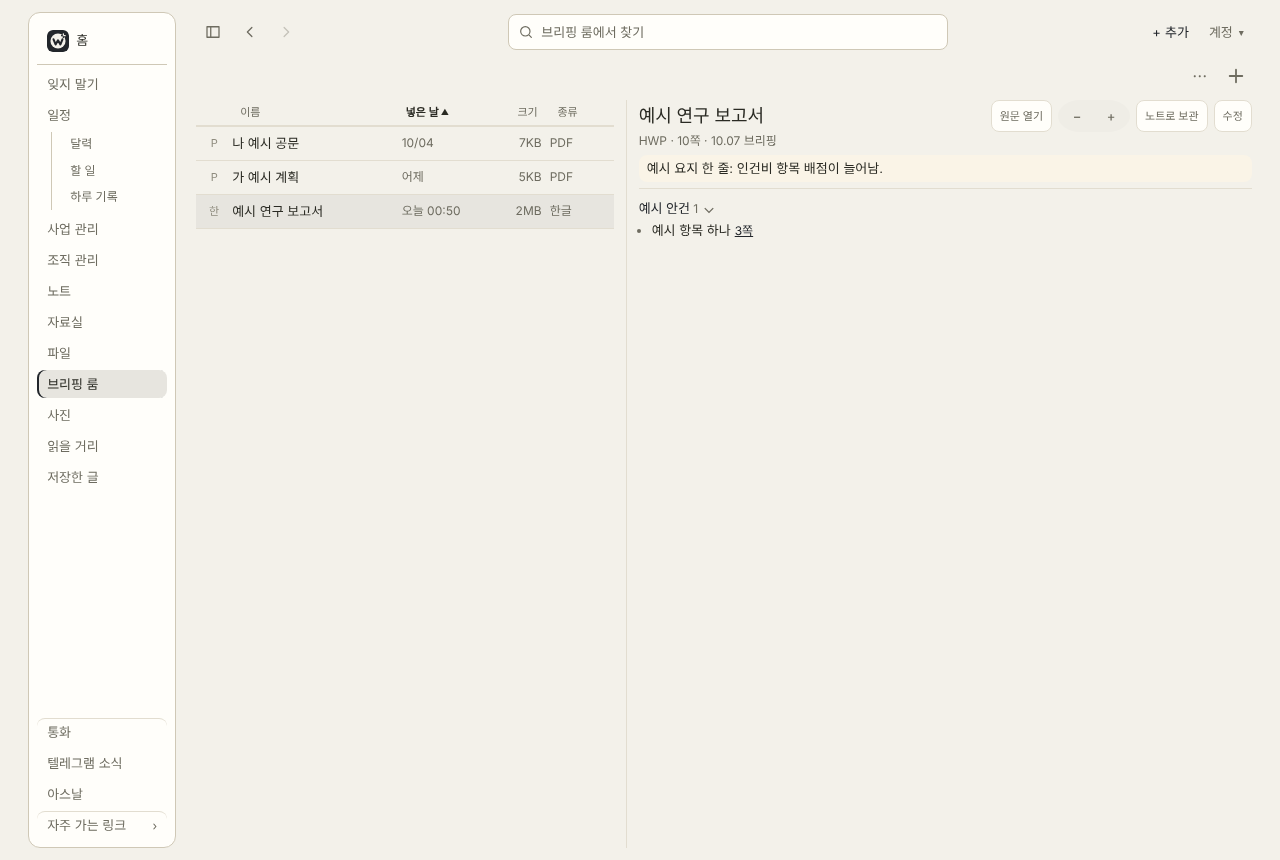 홈
잊지 말기
일정
달력
할 일
하루 기록
사업 관리
조직 관리
노트
자료실
파일
브리핑 룸
사진
읽을 거리
저장한 글
통화
텔레그램 소식
아스날
자주 가는 링크 ›
브리핑 룸에서 찾기
+ 추가 계정 ▼
···
이름 넣은 날▲ 크기 종류
P 나 예시 공문 10/04 7KB PDF
P 가 예시 계획 어제 5KB PDF
한 예시 연구 보고서 오늘 00:50 2MB 한글
예시 연구 보고서 원문 열기 − + 노트로 보관 수정
HWP · 10쪽 · 10.07 브리핑
예시 요지 한 줄: 인건비 항목 배점이 늘어남.
예시 안건 1
• 예시 항목 하나 3쪽